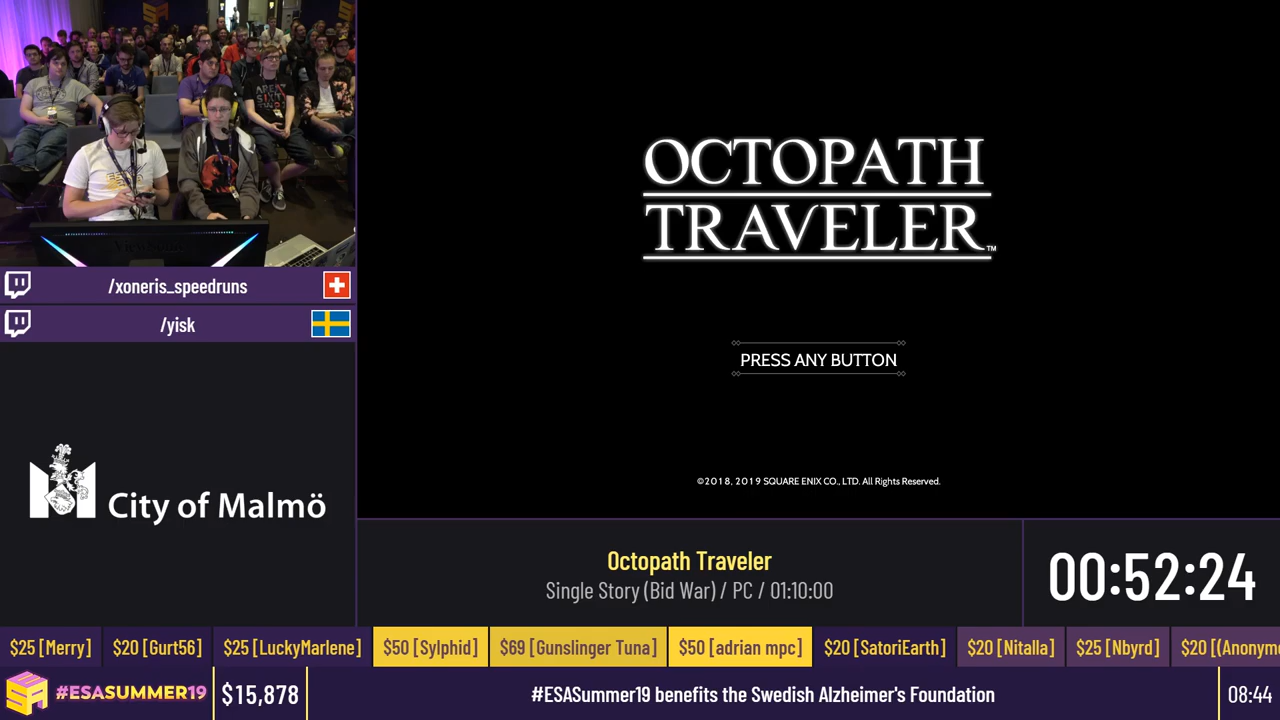 OCTOPATH
TRAVELER™
PRESS ANY BUTTON
©2018, 2019 SQUARE ENIX CO., LTD. All Rights Reserved.
/xoneris_speedruns
/yisk
City of Malmö
Octopath Traveler
Single Story (Bid War) / PC / 01:10:00
00:52:24
$25 [Merry] $20 [Gurt56] $25 [LuckyMarlene] $50 [Sylphid] $69 [Gunslinger Tuna] $50 [adrian mpc] $20 [SatoriEarth] $20 [Nitalla] $25 [Nbyrd] $20 [(Anonym
#ESASUMMER19 $15,878 #ESASummer19 benefits the Swedish Alzheimer's Foundation 08:44